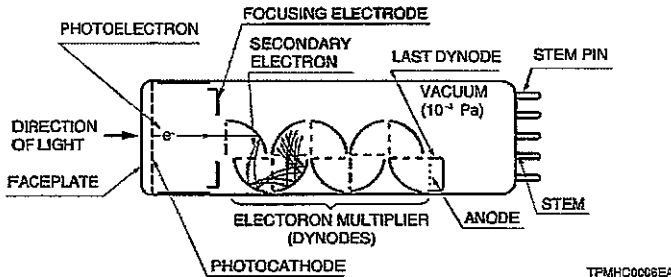 FOCUSING ELECTRODE
PHOTOELECTRON
SECONDARY
ELECTRON
LAST DYNODE
STEM PIN
VACUUM
(10⁻⁴ Pa)
DIRECTION
OF LIGHT
e-
FACEPLATE
ELECTORON MULTIPLIER
(DYNODES)
ANODE
STEM
PHOTOCATHODE
TPMHC0006EA